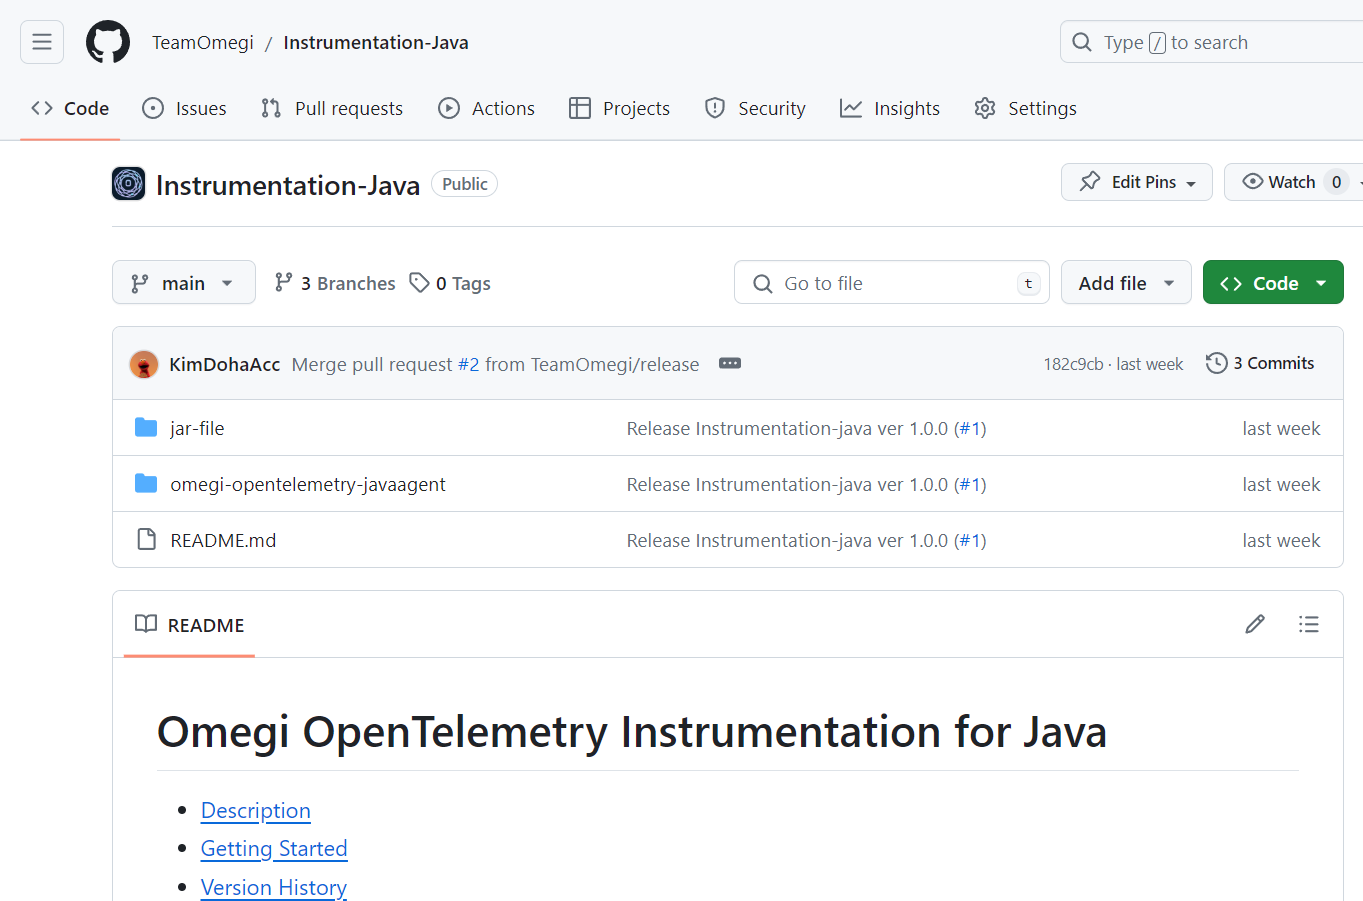 TeamOmegi / Instrumentation-Java
Type / to search
Code Issues Pull requests Actions Projects Security Insights Settings
Instrumentation-Java Public
Edit Pins Watch 0
main 3 Branches 0 Tags
Go to file t
Add file
Code
KimDohaAcc Merge pull request #2 from TeamOmegi/release 182c9cb · last week 3 Commits
jar-file Release Instrumentation-java ver 1.0.0 (#1) last week
omegi-opentelemetry-javaagent Release Instrumentation-java ver 1.0.0 (#1) last week
README.md Release Instrumentation-java ver 1.0.0 (#1) last week
README
Omegi OpenTelemetry Instrumentation for Java
Description
Getting Started
Version History